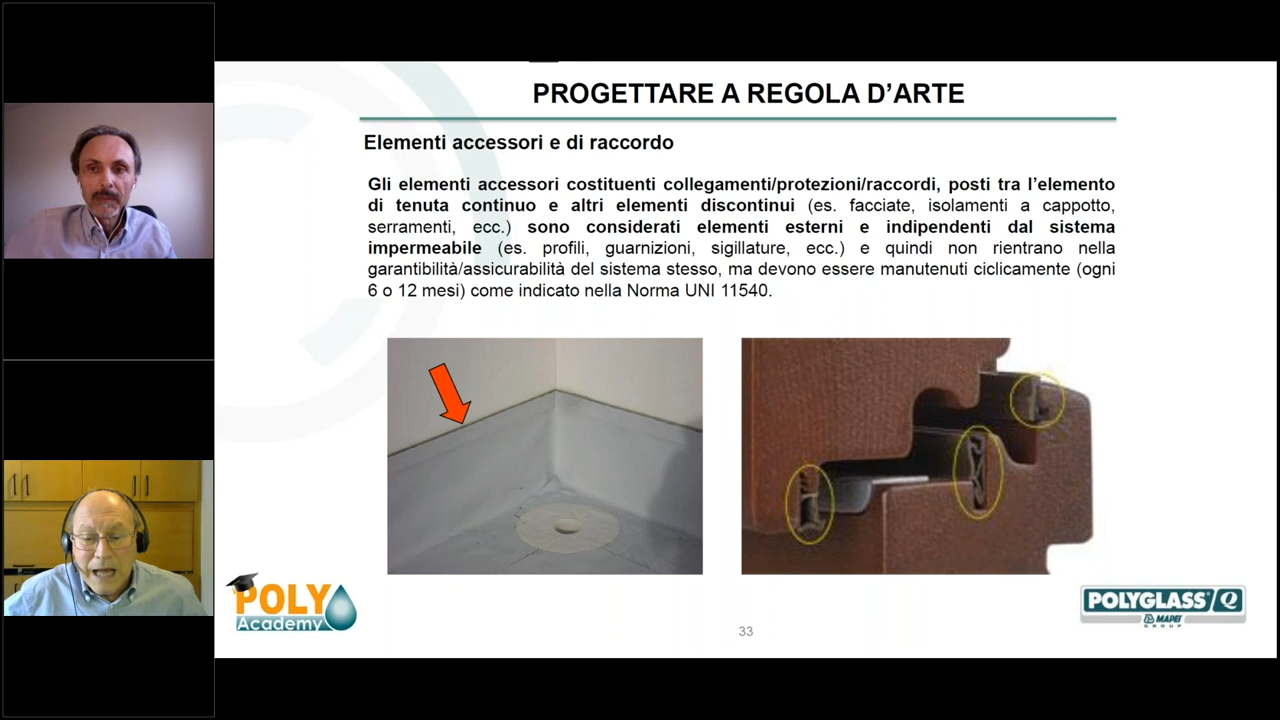 PROGETTARE A REGOLA D’ARTE
Elementi accessori e di raccordo
Gli elementi accessori costituenti collegamenti/protezioni/raccordi, posti tra l’elemento
di tenuta continuo e altri elementi discontinui (es. facciate, isolamenti a cappotto,
serramenti, ecc.) sono considerati elementi esterni e indipendenti dal sistema
impermeabile (es. profili, guarnizioni, sigillature, ecc.) e quindi non rientrano nella
garantibilità/assicurabilità del sistema stesso, ma devono essere manutenuti ciclicamente (ogni
6 o 12 mesi) come indicato nella Norma UNI 11540.
POLY
Academy
POLYGLASS
MAPEI
GROUP
33